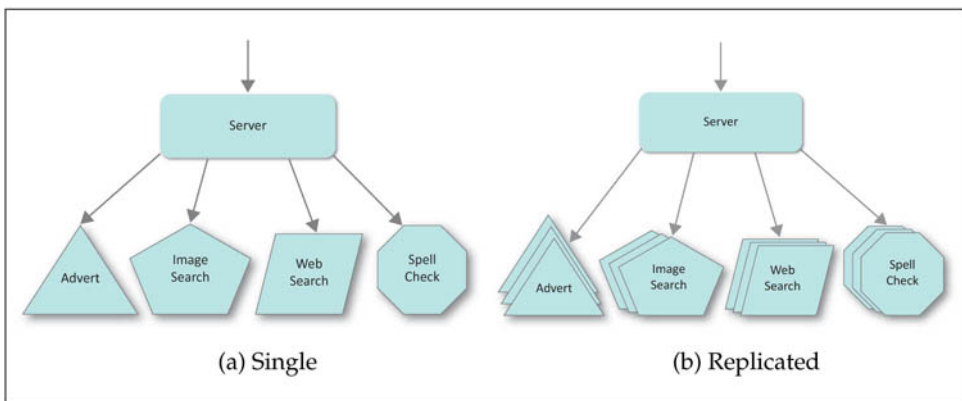 Server
Advert
Image
Search
Web
Search
Spell
Check
(a) Single
Server
Advert
Image
Search
Web
Search
Spell
Check
(b) Replicated